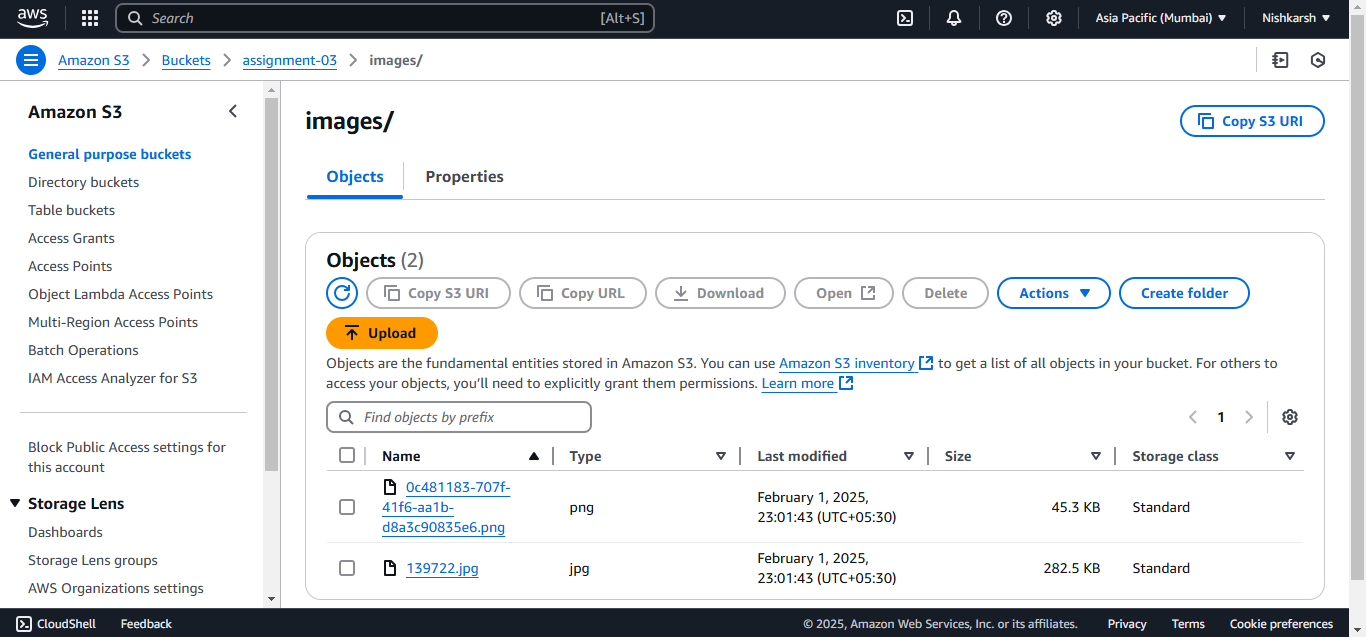 aws
Search [Alt+S]
Asia Pacific (Mumbai)
Nishkarsh
Amazon S3 > Buckets > assignment-03 > images/
Amazon S3
General purpose buckets
Directory buckets
Table buckets
Access Grants
Access Points
Object Lambda Access Points
Multi-Region Access Points
Batch Operations
IAM Access Analyzer for S3
Block Public Access settings for
this account
Storage Lens
Dashboards
Storage Lens groups
AWS Organizations settings
images/
Copy S3 URI
Objects
Properties
Objects (2)
Copy S3 URI
Copy URL
Download
Open
Delete
Actions
Create folder
Upload
Objects are the fundamental entities stored in Amazon S3. You can use Amazon S3 inventory to get a list of all objects in your bucket. For others to
access your objects, you'll need to explicitly grant them permissions. Learn more
Find objects by prefix
1
Name Type Last modified Size Storage class
0c481183-707f-
41f6-aa1b-
d8a3c90835e6.png
png
February 1, 2025,
23:01:43 (UTC+05:30)
45.3 KB
Standard
139722.jpg
jpg
February 1, 2025,
23:01:43 (UTC+05:30)
282.5 KB
Standard
CloudShell
Feedback
© 2025, Amazon Web Services, Inc. or its affiliates.
Privacy
Terms
Cookie preferences